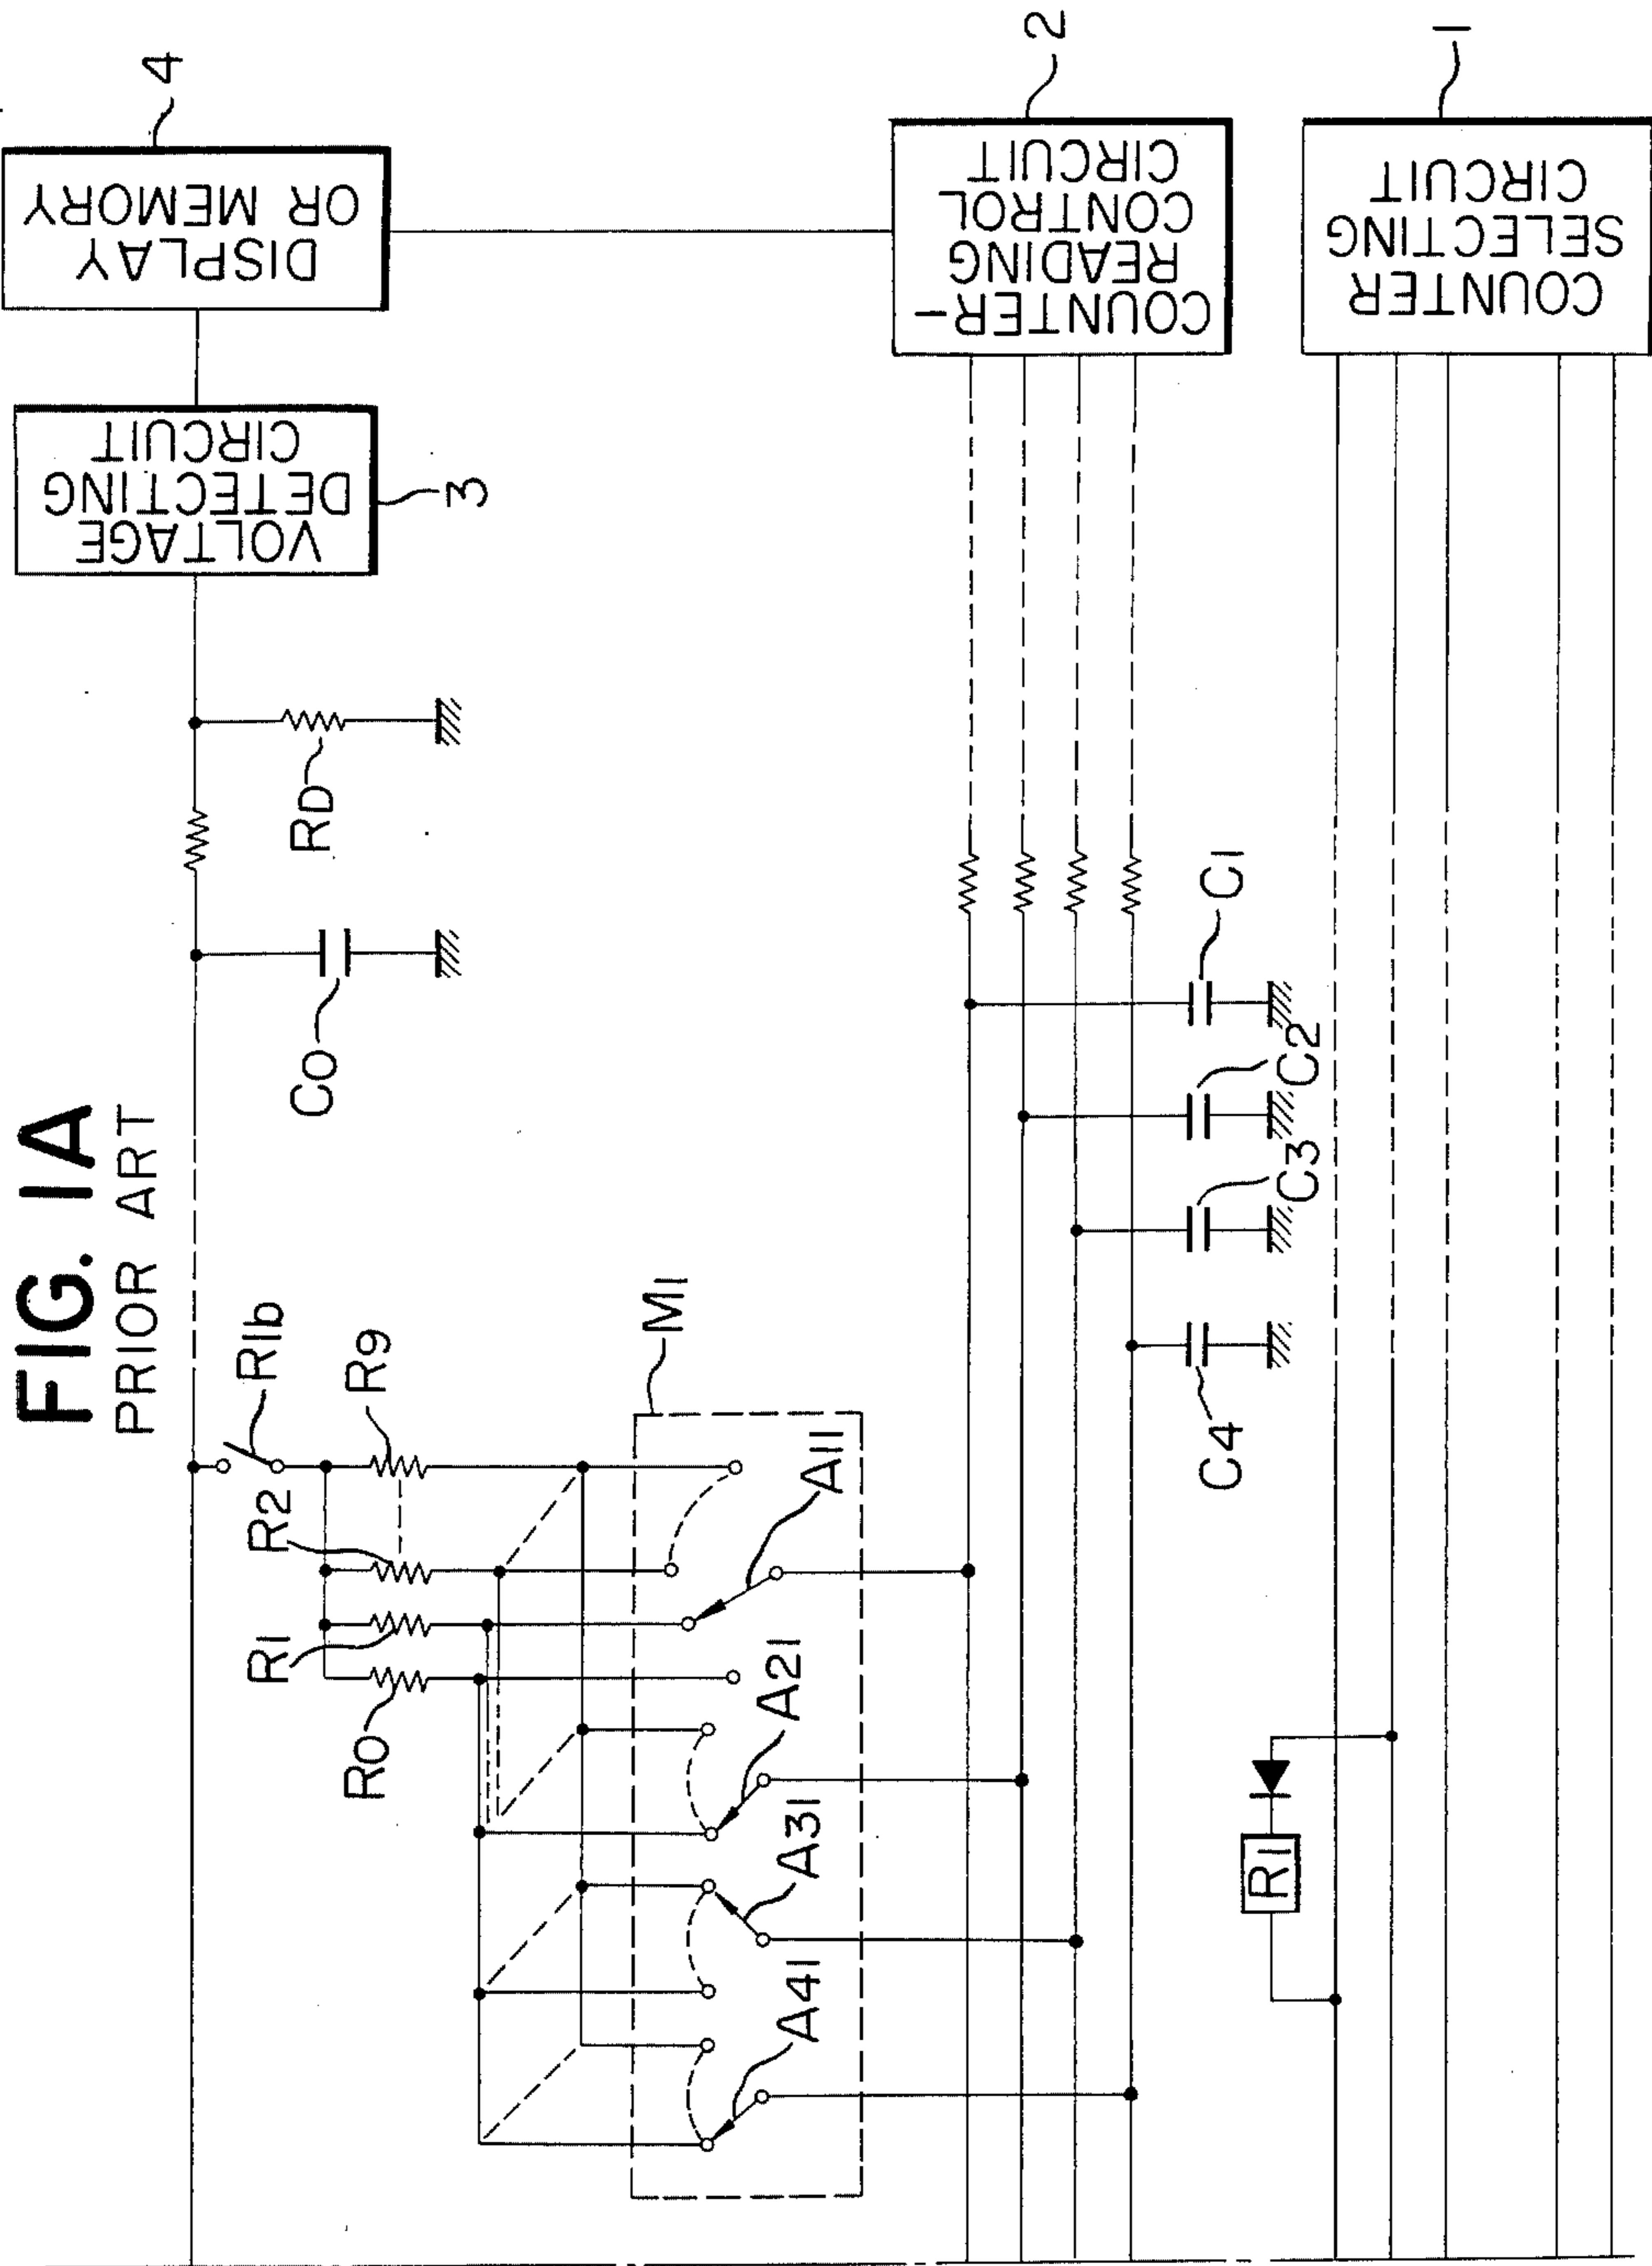 FIG. 1A
PRIOR ART
4
DISPLAY
OR MEMORY
VOLTAGE
DETECTING
CIRCUIT
3
2
COUNTER-
READING
CONTROL
CIRCUIT
1
COUNTER
SELECTING
CIRCUIT
RD
C0
R1b
R9
R2
R1
R0
M1
A11
A21
A31
A41
C1
C2
C3
C4
R1